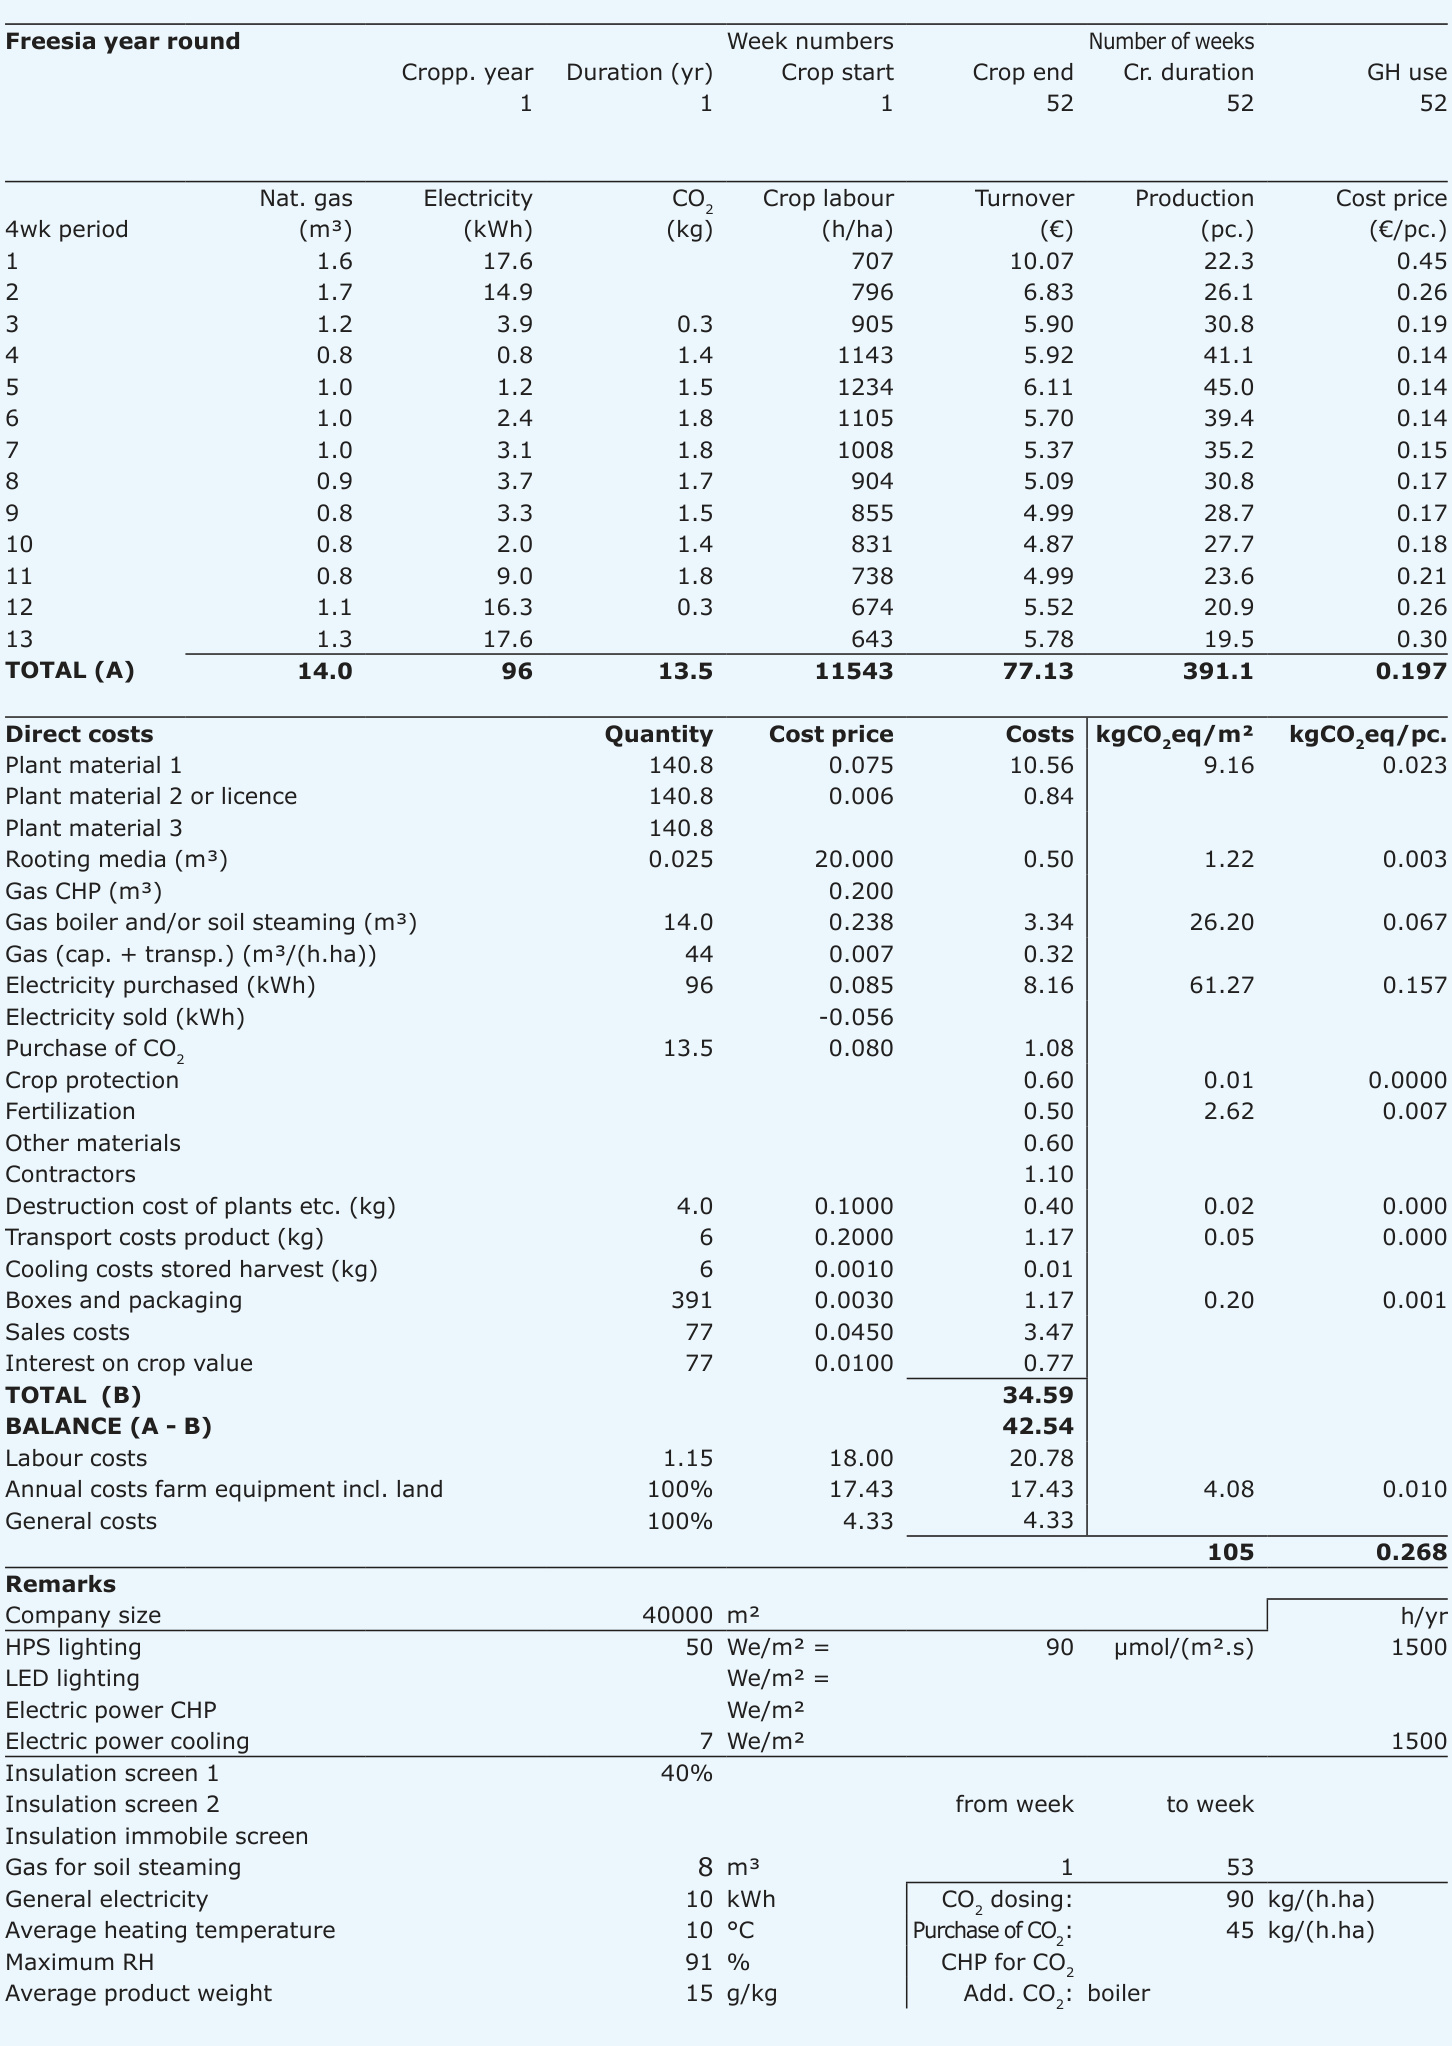 Freesia year round Week numbers Number of weeks
Cropp. year Duration (yr) Crop start Crop end Cr. duration GH use
1 1 1 52 52 52
Nat. gas Electricity CO₂ Crop labour Turnover Production Cost price
4wk period (m³) (kWh) (kg) (h/ha) (€) (pc.) (€/pc.)
1 1.6 17.6 707 10.07 22.3 0.45
2 1.7 14.9 796 6.83 26.1 0.26
3 1.2 3.9 0.3 905 5.90 30.8 0.19
4 0.8 0.8 1.4 1143 5.92 41.1 0.14
5 1.0 1.2 1.5 1234 6.11 45.0 0.14
6 1.0 2.4 1.8 1105 5.70 39.4 0.14
7 1.0 3.1 1.8 1008 5.37 35.2 0.15
8 0.9 3.7 1.7 904 5.09 30.8 0.17
9 0.8 3.3 1.5 855 4.99 28.7 0.17
10 0.8 2.0 1.4 831 4.87 27.7 0.18
11 0.8 9.0 1.8 738 4.99 23.6 0.21
12 1.1 16.3 0.3 674 5.52 20.9 0.26
13 1.3 17.6 643 5.78 19.5 0.30
TOTAL (A) 14.0 96 13.5 11543 77.13 391.1 0.197
Direct costs Quantity Cost price Costs kgCO₂eq/m² kgCO₂eq/pc.
Plant material 1 140.8 0.075 10.56 9.16 0.023
Plant material 2 or licence 140.8 0.006 0.84
Plant material 3 140.8
Rooting media (m³) 0.025 20.000 0.50 1.22 0.003
Gas CHP (m³) 0.200
Gas boiler and/or soil steaming (m³) 14.0 0.238 3.34 26.20 0.067
Gas (cap. + transp.) (m³/(h.ha)) 44 0.007 0.32
Electricity purchased (kWh) 96 0.085 8.16 61.27 0.157
Electricity sold (kWh) -0.056
Purchase of CO₂ 13.5 0.080 1.08
Crop protection 0.60 0.01 0.0000
Fertilization 0.50 2.62 0.007
Other materials 0.60
Contractors 1.10
Destruction cost of plants etc. (kg) 4.0 0.1000 0.40 0.02 0.000
Transport costs product (kg) 6 0.2000 1.17 0.05 0.000
Cooling costs stored harvest (kg) 6 0.0010 0.01
Boxes and packaging 391 0.0030 1.17 0.20 0.001
Sales costs 77 0.0450 3.47
Interest on crop value 77 0.0100 0.77
TOTAL (B) 34.59
BALANCE (A - B) 42.54
Labour costs 1.15 18.00 20.78
Annual costs farm equipment incl. land 100% 17.43 17.43 4.08 0.010
General costs 100% 4.33 4.33
105 0.268
Remarks
Company size 40000 m² h/yr
HPS lighting 50 We/m² = 90 µmol/(m².s) 1500
LED lighting We/m² =
Electric power CHP We/m²
Electric power cooling 7 We/m² 1500
Insulation screen 1 40%
Insulation screen 2 from week to week
Insulation immobile screen
Gas for soil steaming 8 m³ 1 53
General electricity 10 kWh CO₂ dosing: 90 kg/(h.ha)
Average heating temperature 10 °C Purchase of CO₂: 45 kg/(h.ha)
Maximum RH 91 % CHP for CO₂
Average product weight 15 g/kg Add. CO₂: boiler